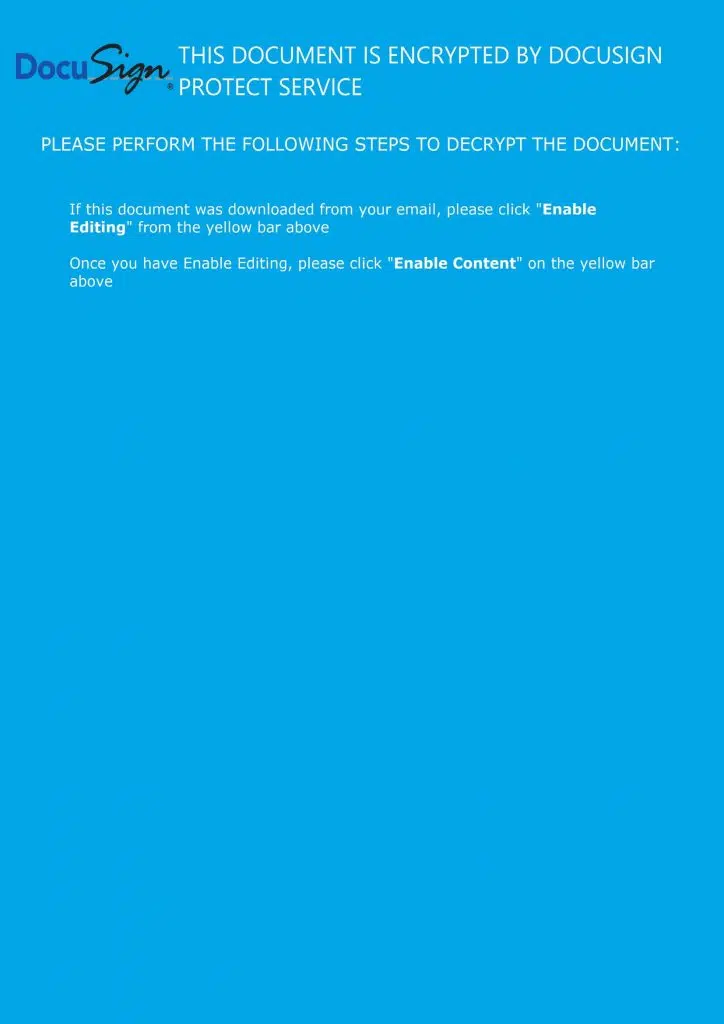 DocuSign®
THIS DOCUMENT IS ENCRYPTED BY DOCUSIGN
PROTECT SERVICE
PLEASE PERFORM THE FOLLOWING STEPS TO DECRYPT THE DOCUMENT:
If this document was downloaded from your email, please click "Enable
Editing" from the yellow bar above
Once you have Enable Editing, please click "Enable Content" on the yellow bar
above